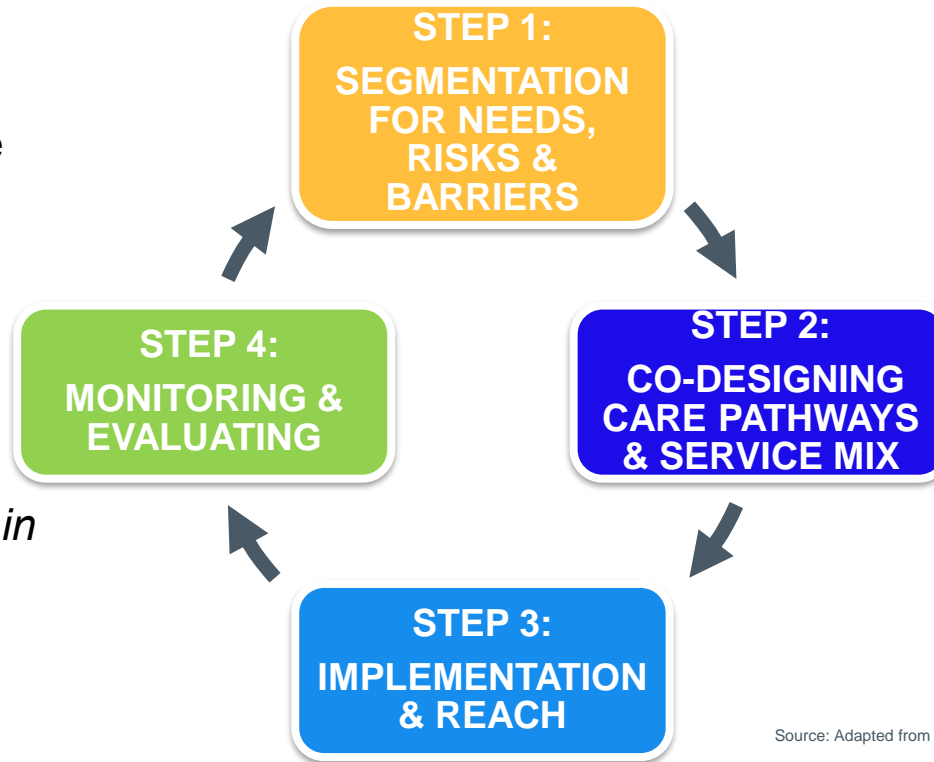 STEP 1:
SEGMENTATION
FOR NEEDS,
RISKS &
BARRIERS
e
STEP 2:
CO-DESIGNING
CARE PATHWAYS
& SERVICE MIX
STEP 4:
MONITORING &
EVALUATING
in
STEP 3:
IMPLEMENTATION
& REACH
Source: Adapted from